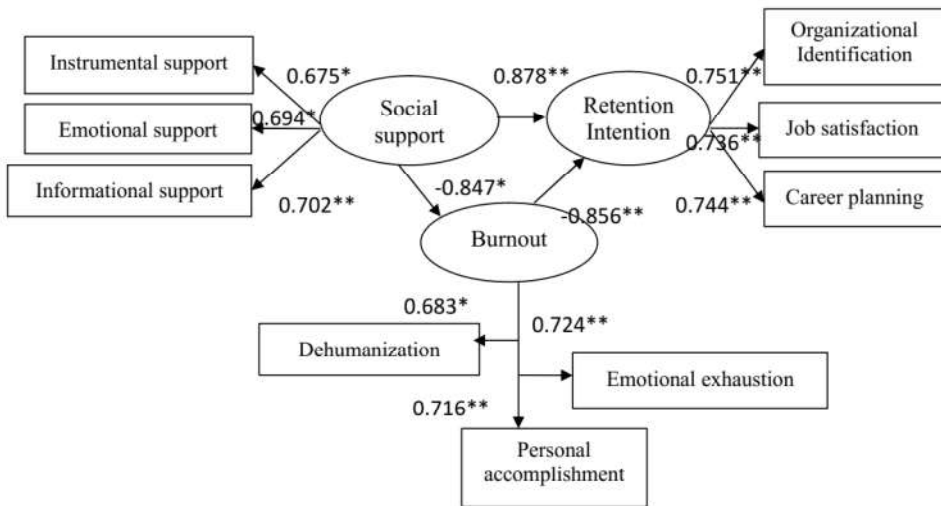 Organizational
Identification
Instrumental support
0.675*
0.878**
0.751**
Social
support
Retention
Intention
Emotional support
0.694*
Job satisfaction
0.736**
Informational support
0.702**
-0.847*
-0.856**
0.744**
Career planning
Burnout
0.683*
0.724**
Dehumanization
Emotional exhaustion
0.716**
Personal
accomplishment